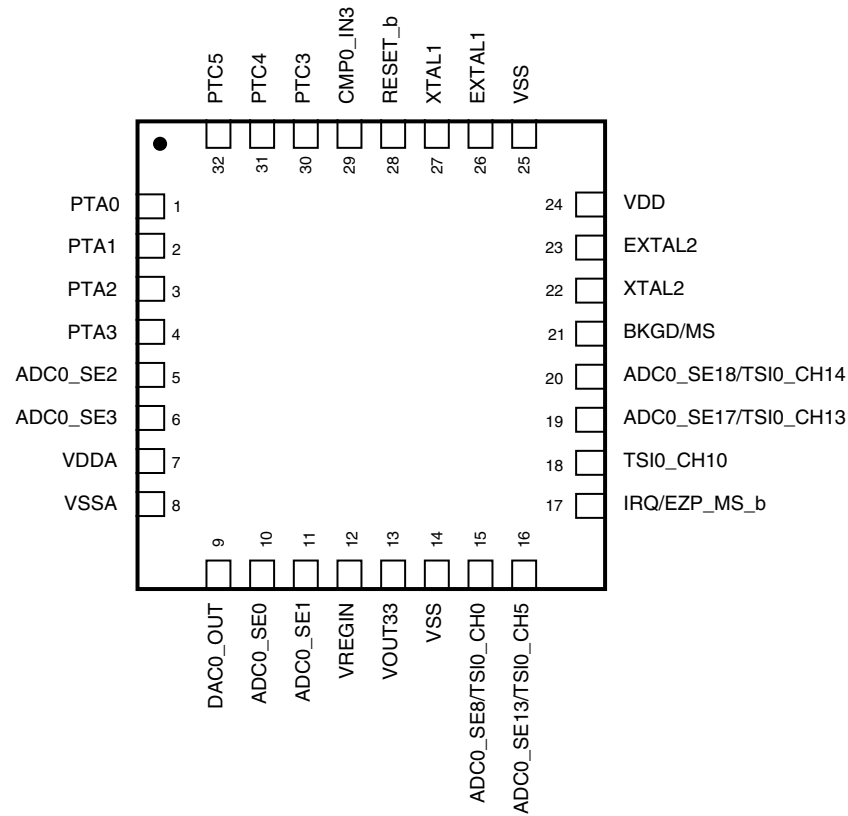 PTC5
PTC4
PTC3
CMP0_IN3
RESET_b
XTAL1
EXTAL1
VSS
32
31
30
29
28
27
26
25
PTA0 1
PTA1 2
PTA2 3
PTA3 4
ADC0_SE2 5
ADC0_SE3 6
VDDA 7
VSSA 8
24 VDD
23 EXTAL2
22 XTAL2
21 BKGD/MS
20 ADC0_SE18/TSI0_CH14
19 ADC0_SE17/TSI0_CH13
18 TSI0_CH10
17 IRQ/EZP_MS_b
9
10
11
12
13
14
15
16
DAC0_OUT
ADC0_SE0
ADC0_SE1
VREGIN
VOUT33
VSS
ADC0_SE8/TSI0_CH0
ADC0_SE13/TSI0_CH5